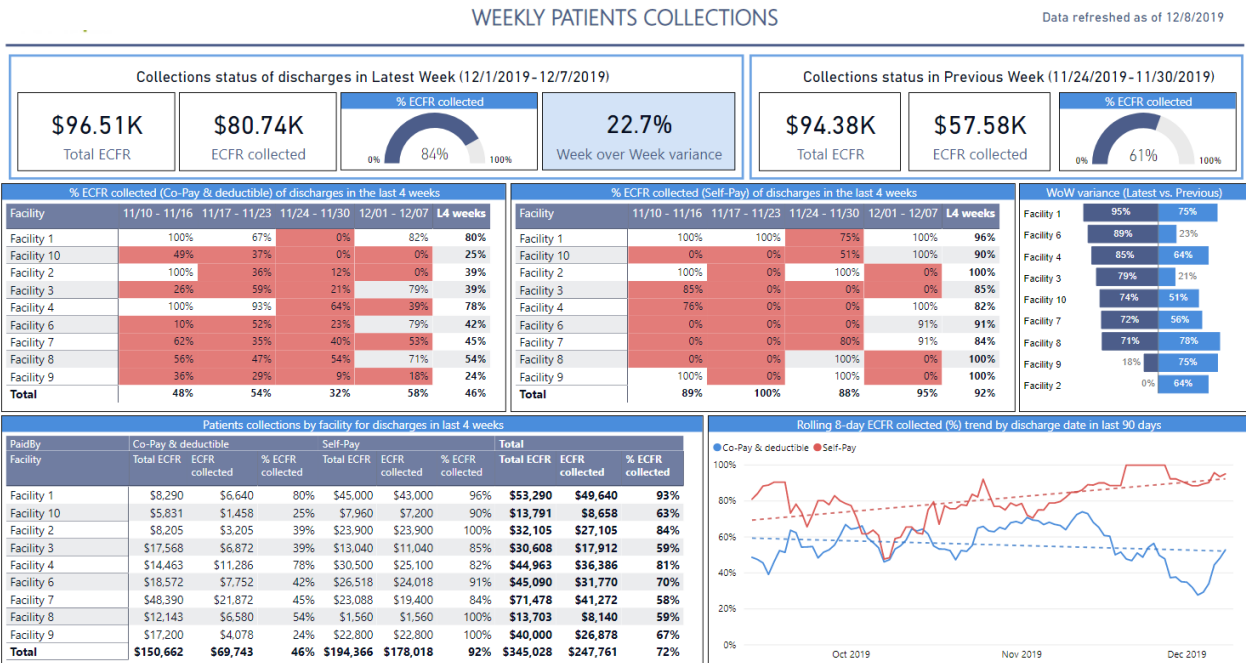 WEEKLY PATIENTS COLLECTIONS
Data refreshed as of 12/8/2019
Collections status of discharges in Latest Week (12/1/2019-12/7/2019)
$96.51K
Total ECFR
$80.74K
ECFR collected
% ECFR collected
0% 84% 100%
22.7%
Week over Week variance
Collections status in Previous Week (11/24/2019-11/30/2019)
$94.38K
Total ECFR
$57.58K
ECFR collected
% ECFR collected
0% 61% 100%
% ECFR collected (Co-Pay & deductible) of discharges in the last 4 weeks
Facility 11/10 - 11/16 11/17 - 11/23 11/24 - 11/30 12/01 - 12/07 L4 weeks
Facility 1 100% 67% 0% 82% 80%
Facility 10 49% 37% 0% 0% 25%
Facility 2 100% 36% 12% 0% 39%
Facility 3 26% 59% 21% 79% 39%
Facility 4 100% 93% 64% 39% 78%
Facility 6 10% 52% 23% 79% 42%
Facility 7 62% 35% 40% 53% 45%
Facility 8 56% 47% 54% 71% 54%
Facility 9 36% 29% 9% 18% 24%
Total 48% 54% 32% 58% 46%
% ECFR collected (Self-Pay) of discharges in the last 4 weeks
Facility 11/10 - 11/16 11/17 - 11/23 11/24 - 11/30 12/01 - 12/07 L4 weeks
Facility 1 100% 100% 75% 100% 96%
Facility 10 0% 0% 51% 100% 90%
Facility 2 100% 0% 100% 0% 100%
Facility 3 85% 0% 0% 0% 85%
Facility 4 76% 0% 0% 100% 82%
Facility 6 0% 0% 0% 91% 91%
Facility 7 0% 0% 80% 91% 84%
Facility 8 0% 0% 100% 0% 100%
Facility 9 100% 0% 100% 0% 100%
Total 89% 100% 88% 95% 92%
WoW variance (Latest vs. Previous)
Facility 1 95% 75%
Facility 6 89% 23%
Facility 4 85% 64%
Facility 3 79% 21%
Facility 10 74% 51%
Facility 7 72% 56%
Facility 8 71% 78%
Facility 9 18% 75%
Facility 2 0% 64%
Patients collections by facility for discharges in last 4 weeks
PaidBy Co-Pay & deductible Self-Pay Total
Facility Total ECFR ECFR collected % ECFR collected Total ECFR ECFR collected % ECFR collected Total ECFR ECFR collected % ECFR collected
Facility 1 $8,290 $6,640 80% $45,000 $43,000 96% $53,290 $49,640 93%
Facility 10 $5,831 $1,458 25% $7,960 $7,200 90% $13,791 $8,658 63%
Facility 2 $8,205 $3,205 39% $23,900 $23,900 100% $32,105 $27,105 84%
Facility 3 $17,568 $6,872 39% $13,040 $11,040 85% $30,608 $17,912 59%
Facility 4 $14,463 $11,286 78% $30,500 $25,100 82% $44,963 $36,386 81%
Facility 6 $18,572 $7,752 42% $26,518 $24,018 91% $45,090 $31,770 70%
Facility 7 $48,390 $21,872 45% $23,088 $19,400 84% $71,478 $41,272 58%
Facility 8 $12,143 $6,580 54% $1,560 $1,560 100% $13,703 $8,140 59%
Facility 9 $17,200 $4,078 24% $22,800 $22,800 100% $40,000 $26,878 67%
Total $150,662 $69,743 46% $194,366 $178,018 92% $345,028 $247,761 72%
Rolling 8-day ECFR collected (%) trend by discharge date in last 90 days
Co-Pay & deductible Self-Pay
100%
80%
60%
40%
20%
0%
Oct 2019 Nov 2019 Dec 2019